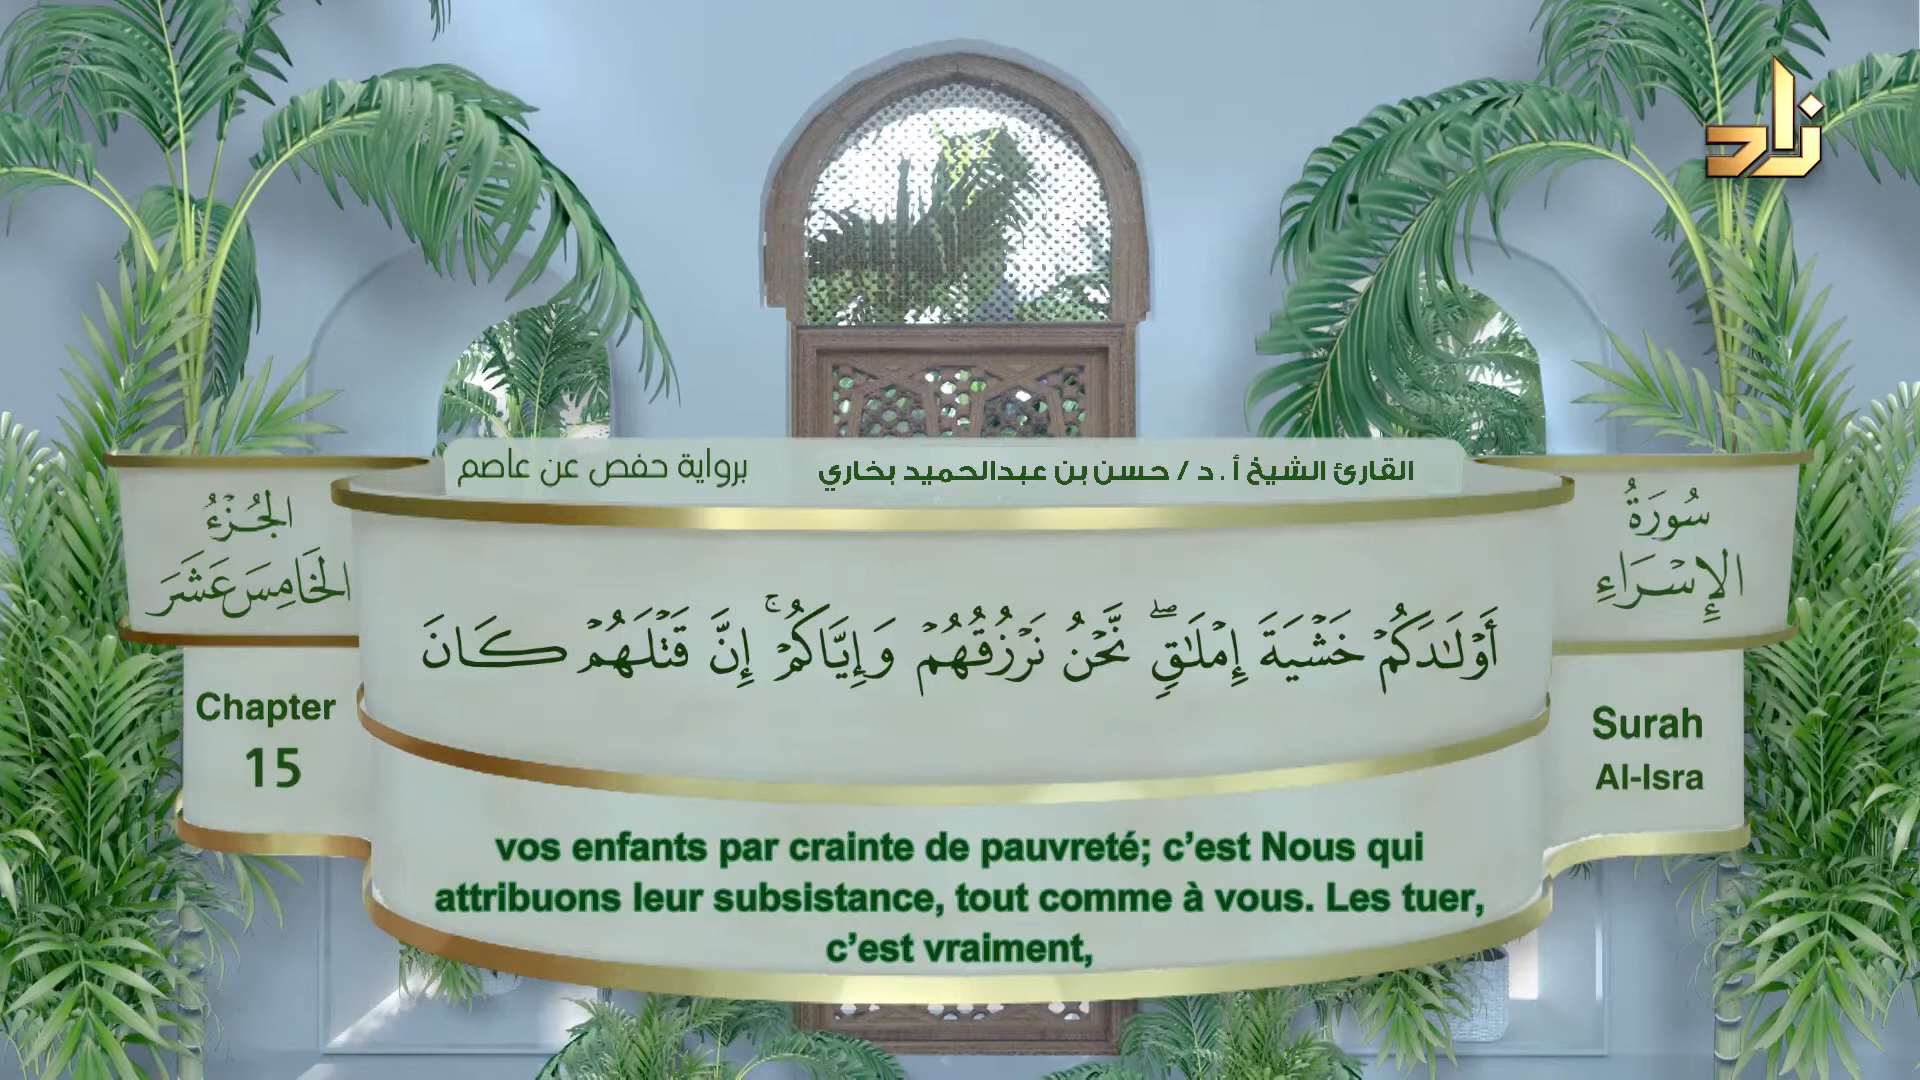 زاد
القارئ الشيخ أ . د / حسن بن عبدالحميد بخاري
برواية حفص عن عاصم
سُورَةُ
الإِسْرَاءِ
الجُزْءُ
الخَامِسَ عَشَرَ
أَوۡلَٰدَكُمۡ خَشۡيَةَ إِمۡلَٰقٖۖ نَّحۡنُ نَرۡزُقُهُمۡ وَإِيَّاكُمۡۚ إِنَّ قَتۡلَهُمۡ كَانَ
Surah
Al-Isra
Chapter
15
vos enfants par crainte de pauvreté; c’est Nous qui
attribuons leur subsistance, tout comme à vous. Les tuer,
c’est vraiment,